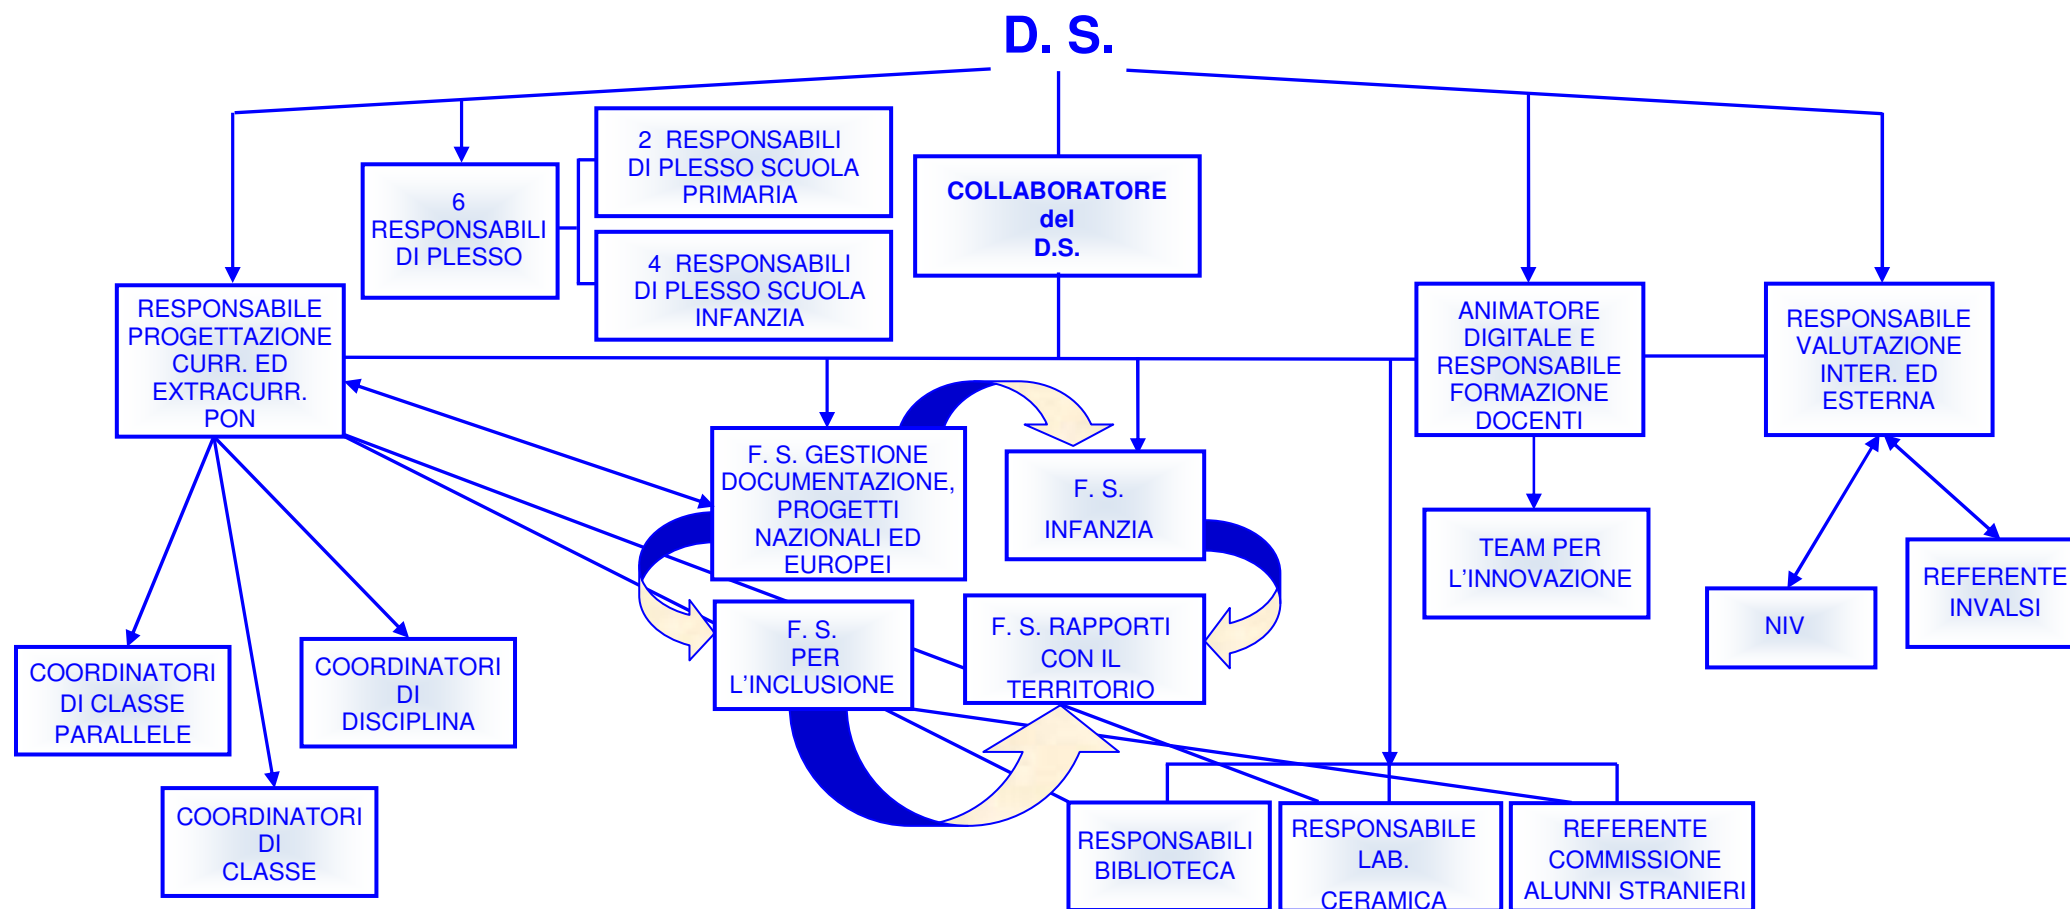 D. S.
2 RESPONSABILI
DI PLESSO SCUOLA
PRIMARIA
6
RESPONSABILI
DI PLESSO
COLLABORATORE
del
D.S.
4 RESPONSABILI
DI PLESSO SCUOLA
INFANZIA
RESPONSABILE
PROGETTAZIONE
CURR. ED
EXTRACURR.
PON
ANIMATORE
DIGITALE E
RESPONSABILE
FORMAZIONE
DOCENTI
RESPONSABILE
VALUTAZIONE
INTER. ED
ESTERNA
F. S. GESTIONE
DOCUMENTAZIONE,
PROGETTI
NAZIONALI ED
EUROPEI
F. S.
INFANZIA
TEAM PER
L'INNOVAZIONE
REFERENTE
INVALSI
NIV
F. S.
PER
L'INCLUSIONE
F. S. RAPPORTI
CON IL
TERRITORIO
COORDINATORI
DI CLASSE
PARALLELE
COORDINATORI
DI
DISCIPLINA
COORDINATORI
DI
CLASSE
RESPONSABILI
BIBLIOTECA
RESPONSABILE
LAB.
CERAMICA
REFERENTE
COMMISSIONE
ALUNNI STRANIERI